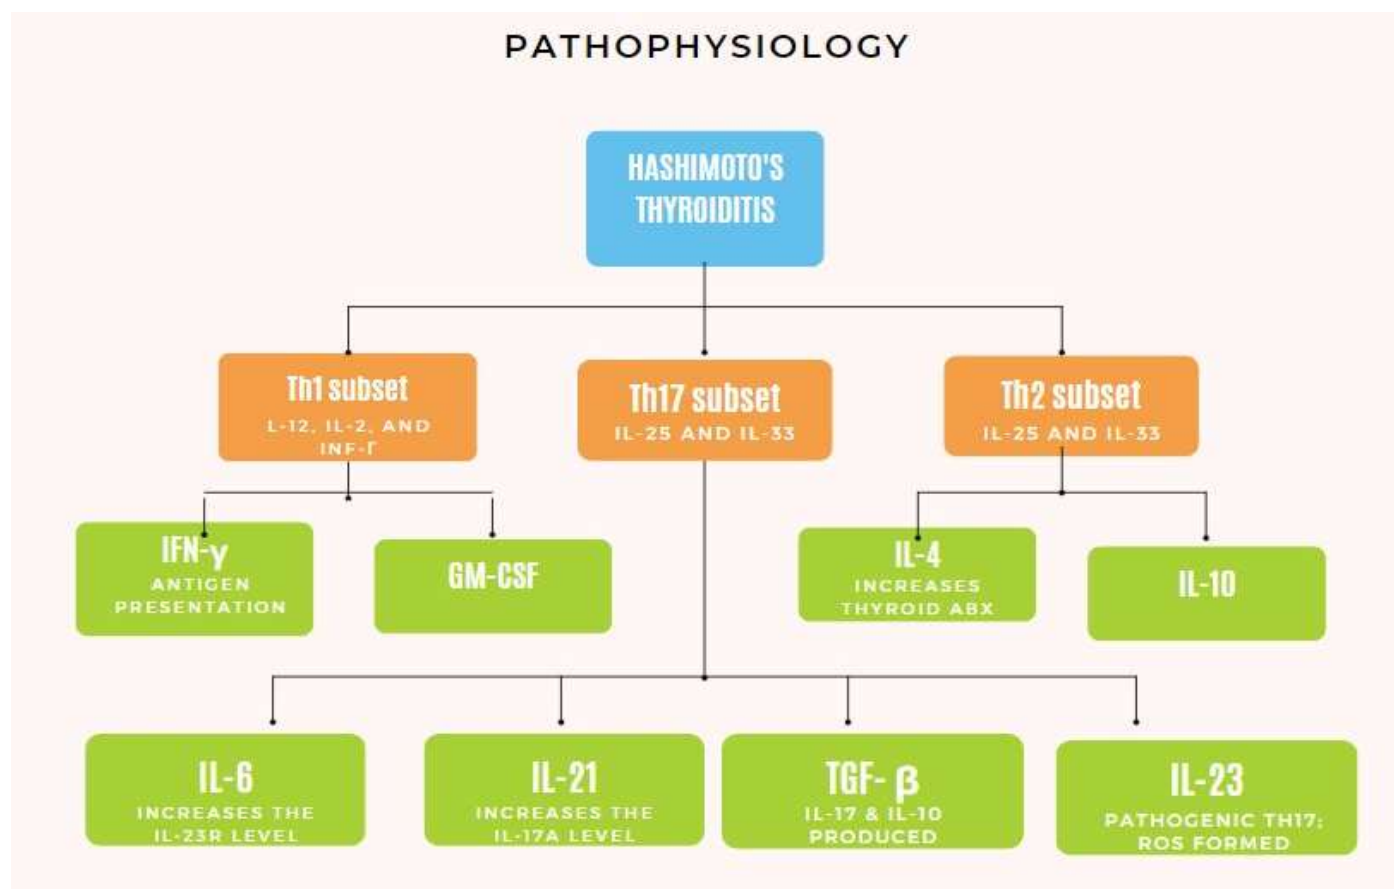 PATHOPHYSIOLOGY
HASHIMOTO'S
THYROIDITIS
Th1 subset
L-12, IL-2, AND
INF-Γ
Th17 subset
IL-25 AND IL-33
Th2 subset
IL-25 AND IL-33
IFN-γ
ANTIGEN
PRESENTATION
GM-CSF
IL-4
INCREASES
THYROID ABX
IL-10
IL-6
INCREASES THE
IL-23R LEVEL
IL-21
INCREASES THE
IL-17A LEVEL
TGF- β
IL-17 & IL-10
PRODUCED
IL-23
PATHOGENIC TH17;
ROS FORMED